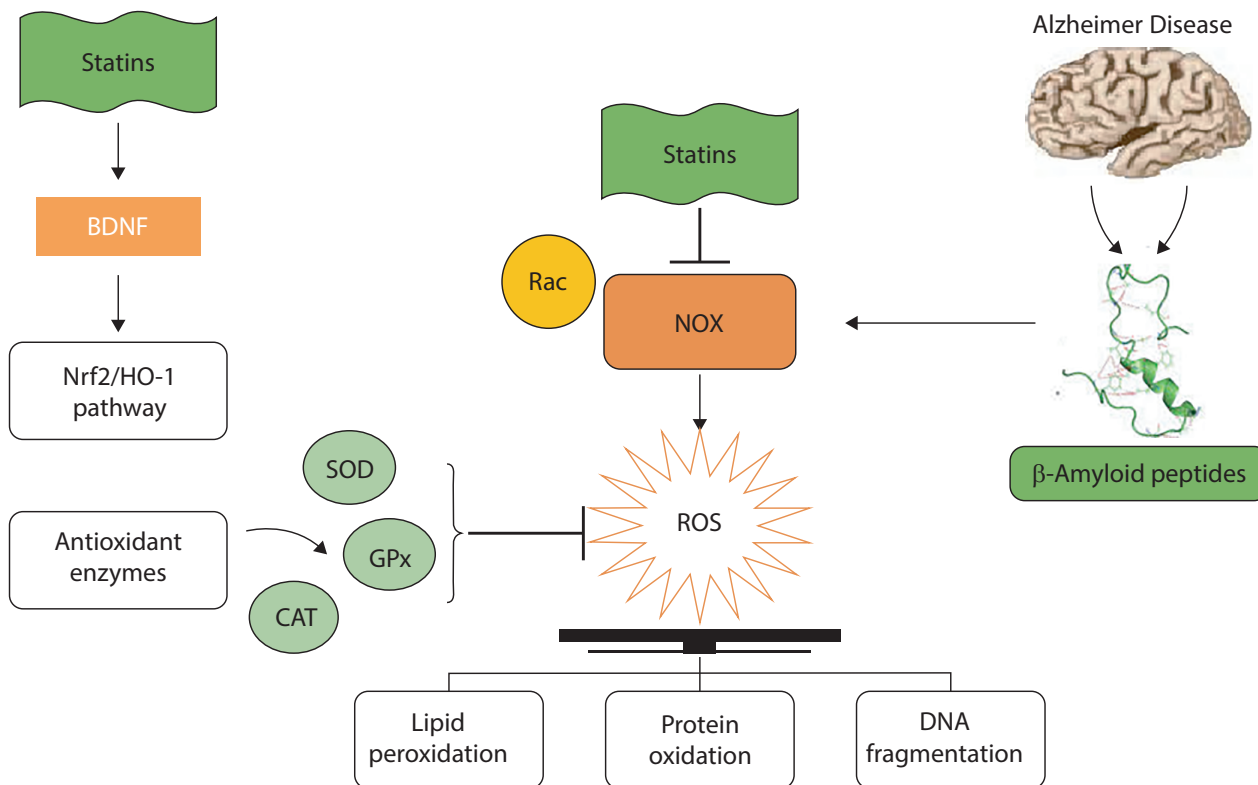 Statins
BDNF
Nrf2/HO-1
pathway
Antioxidant
enzymes
SOD
GPx
CAT
Statins
Rac
NOX
ROS
Alzheimer Disease
β-Amyloid peptides
Lipid
peroxidation
Protein
oxidation
DNA
fragmentation